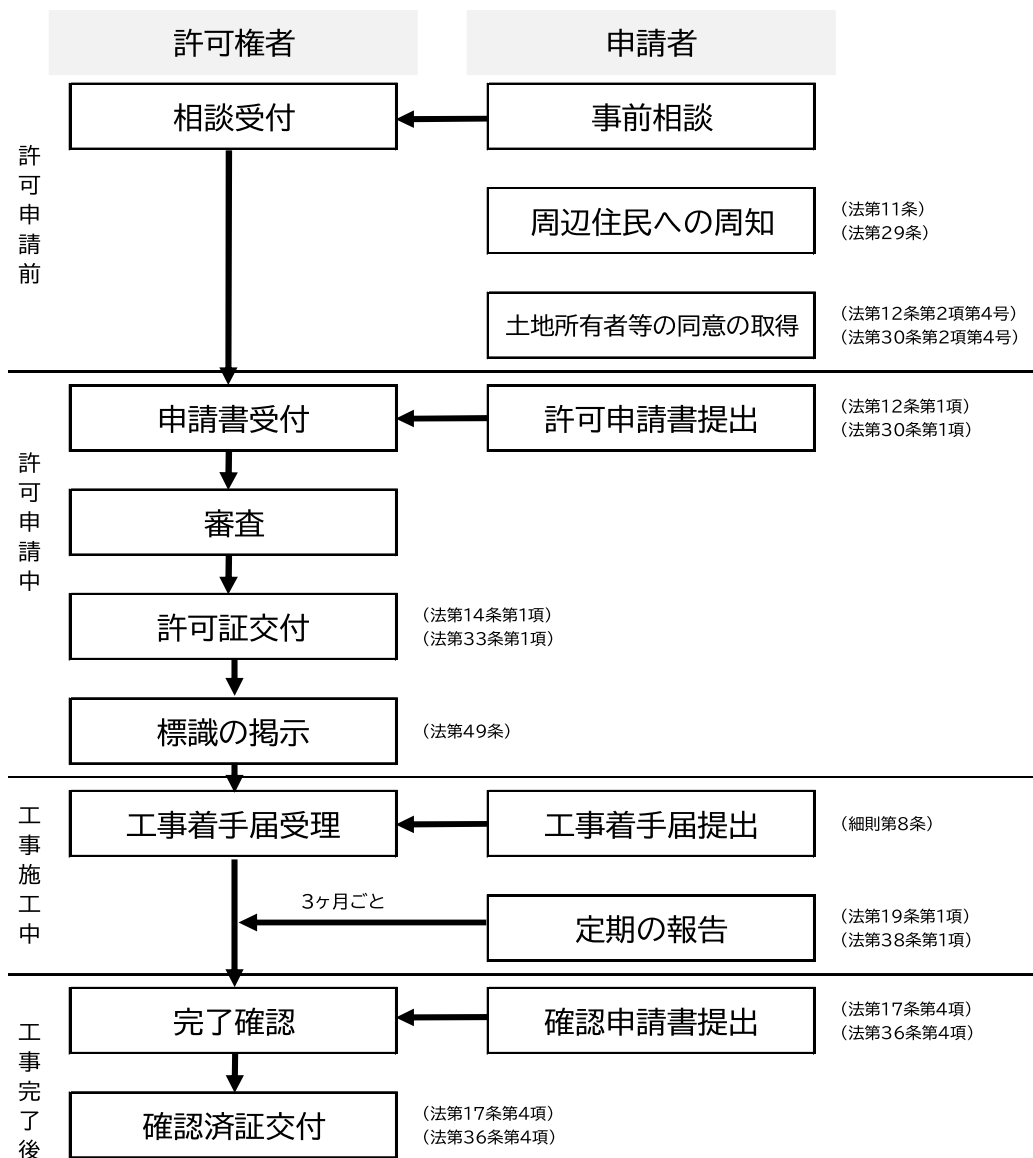 許可権者
申請者
許可申請前
相談受付
事前相談
周辺住民への周知
（法第11条）
（法第29条）
土地所有者等の同意の取得
（法第12条第2項第4号）
（法第30条第2項第4号）
許可申請中
申請書受付
許可申請書提出
（法第12条第1項）
（法第30条第1項）
審査
許可証交付
（法第14条第1項）
（法第33条第1項）
標識の掲示
（法第49条）
工事施工中
工事着手届受理
工事着手届提出
（細則第8条）
3ヶ月ごと
定期の報告
（法第19条第1項）
（法第38条第1項）
工事完了後
完了確認
確認申請書提出
（法第17条第4項）
（法第36条第4項）
確認済証交付
（法第17条第4項）
（法第36条第4項）